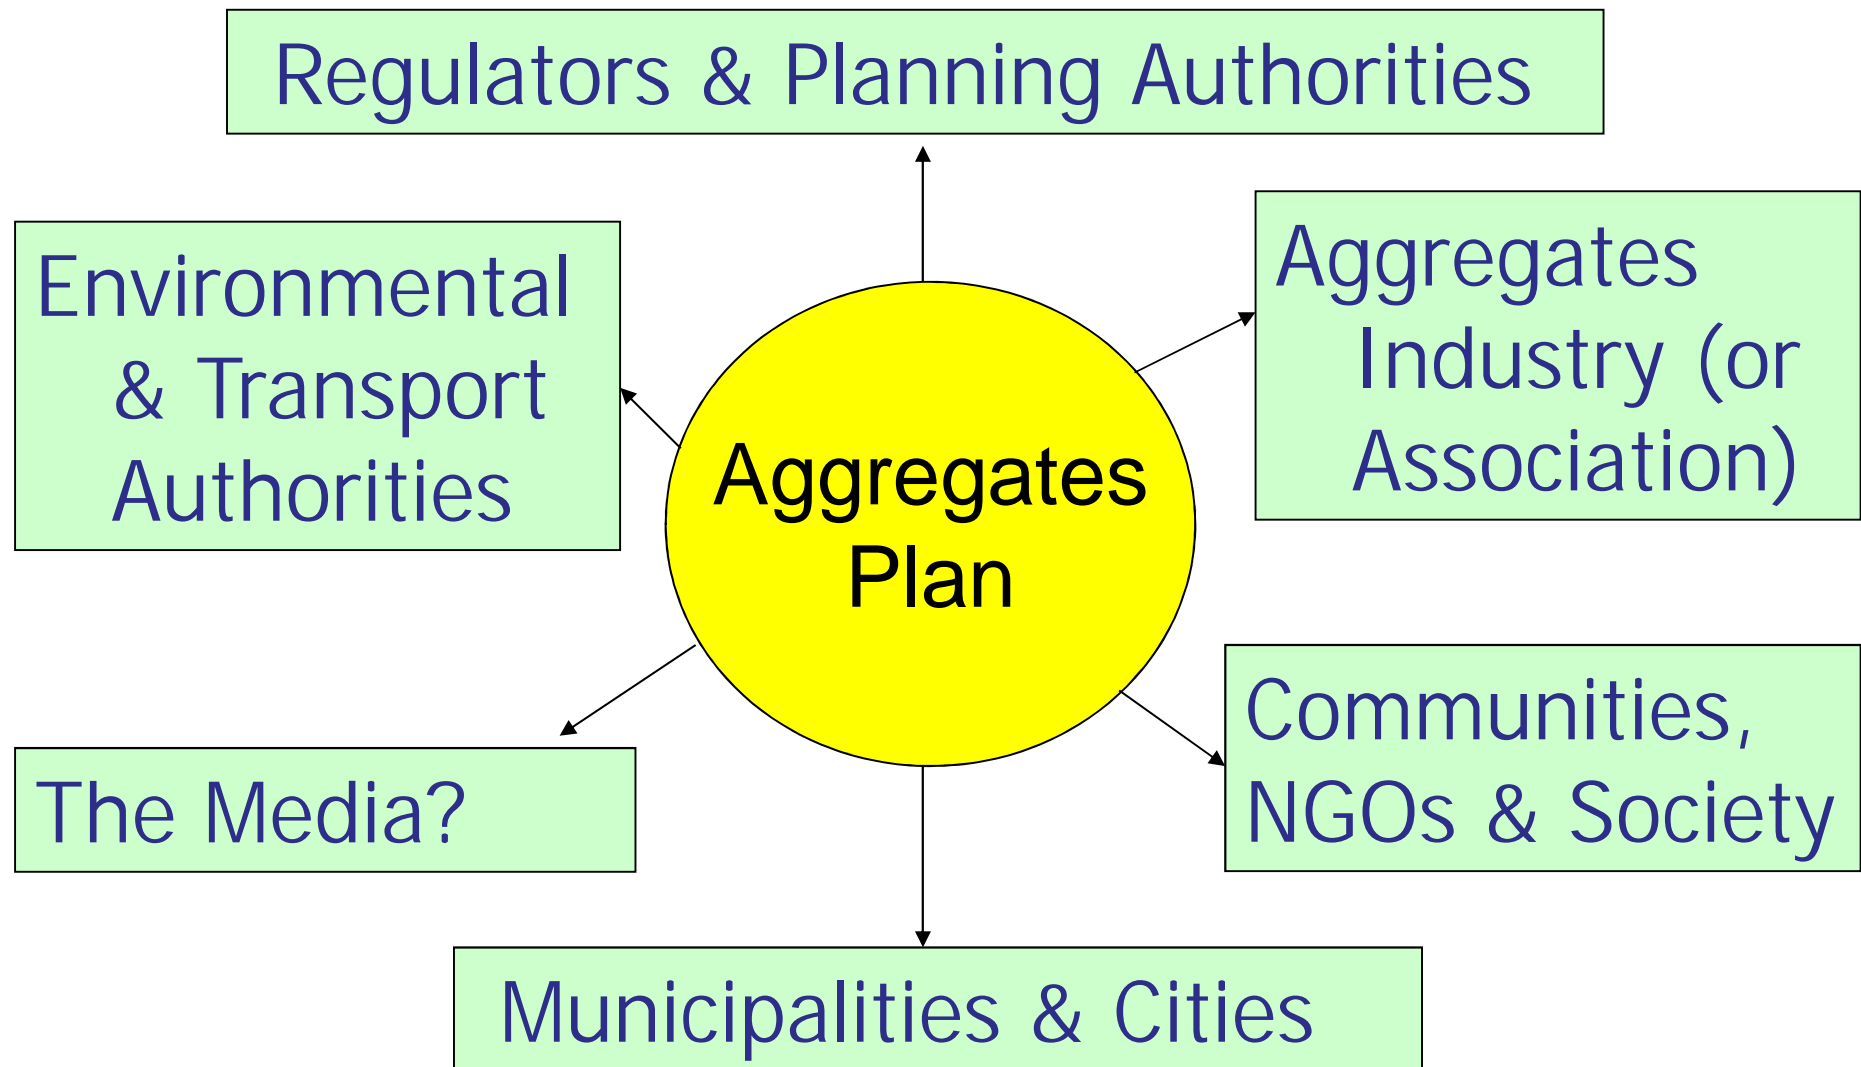 Regulators & Planning Authorities
Environmental
& Transport
Authorities
Aggregates
Industry (or
Association)
Aggregates
Plan
The Media?
Communities,
NGOs & Society
Municipalities & Cities